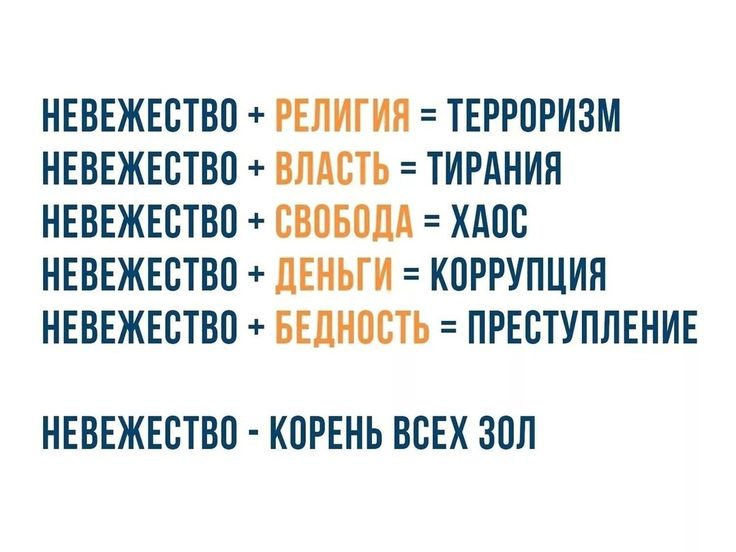 НЕВЕЖЕСТВО + РЕЛИГИЯ = ТЕРРОРИЗМ
НЕВЕЖЕСТВО + ВЛАСТЬ = ТИРАНИЯ
НЕВЕЖЕСТВО + СВОБОДА = ХАОС
НЕВЕЖЕСТВО + ДЕНЬГИ = КОРРУПЦИЯ
НЕВЕЖЕСТВО + БЕДНОСТЬ = ПРЕСТУПЛЕНИЕ
НЕВЕЖЕСТВО - КОРЕНЬ ВСЕХ ЗОЛ